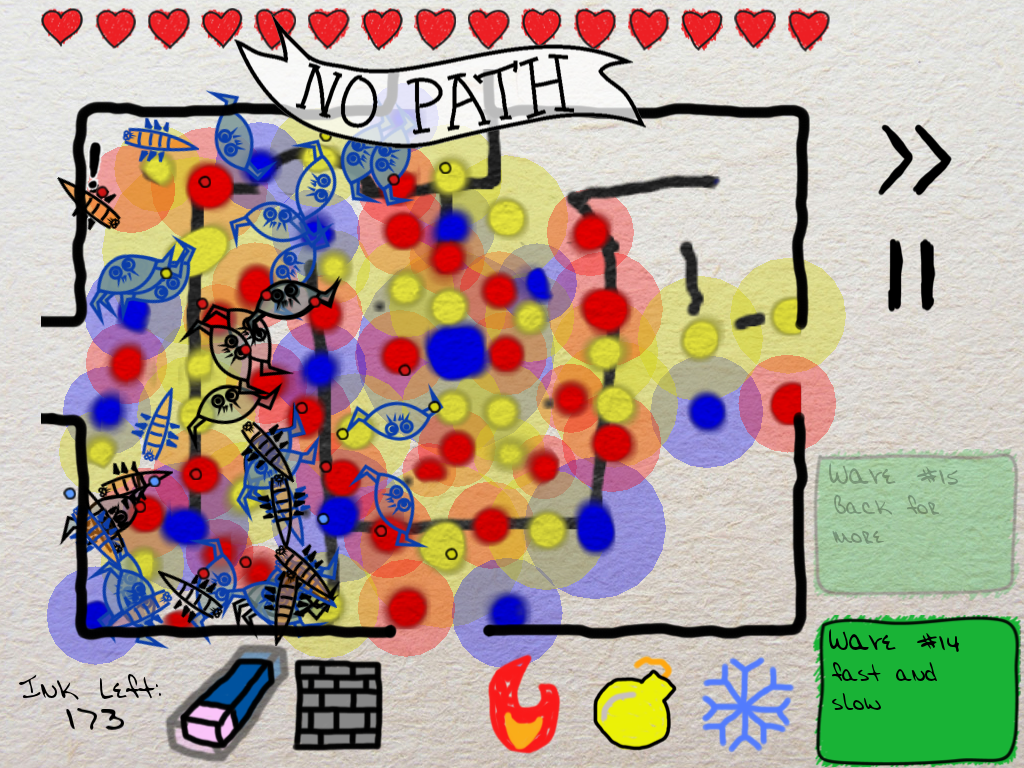 NO PATH
Wave #15
Back for
more
Wave #14
fast and
slow
Ink Left:
173